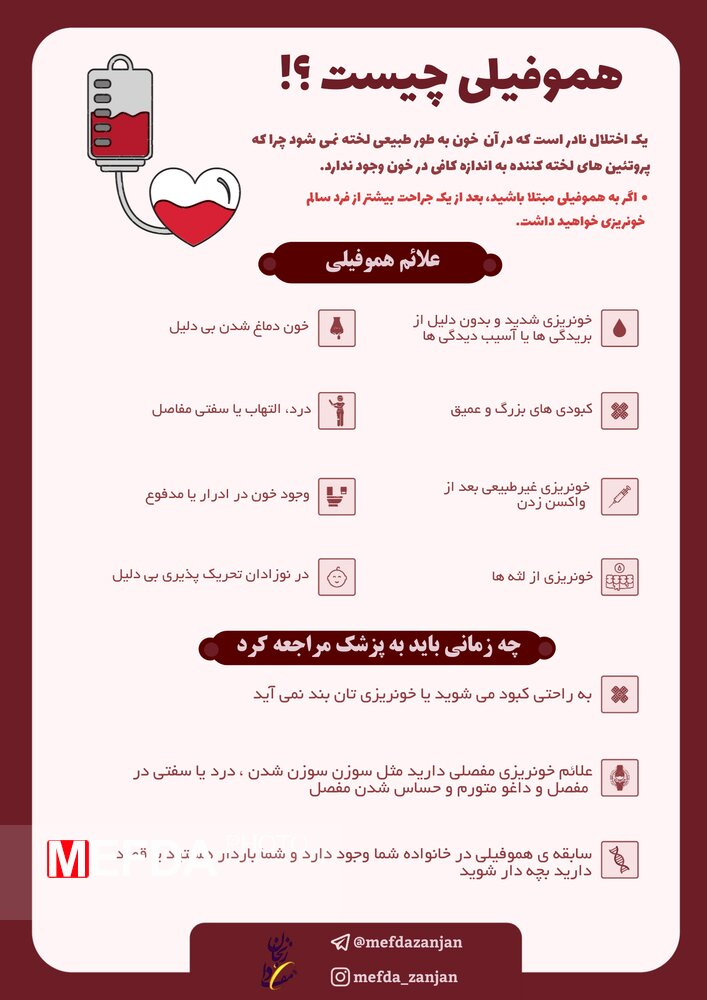 هموفیلی چیست ؟!
یک اختلال نادر است که در آن خون به طور طبیعی لخته نمی شود چرا که
پروتئین های لخته کننده به اندازه کافی در خون وجود ندارد.
• اگر به هموفیلی مبتلا باشید، بعد از یک جراحت بیشتر از فرد سالم
خونریزی خواهید داشت.
علائم هموفیلی
خونریزی شدید و بدون دلیل از
بریدگی ها یا آسیب دیدگی ها
خون دماغ شدن بی دلیل
کبودی های بزرگ و عمیق
درد، التهاب یا سفتی مفاصل
خونریزی غیرطبیعی بعد از
واکسن زدن
وجود خون در ادرار یا مدفوع
خونریزی از لثه ها
در نوزادان تحریک پذیری بی دلیل
چه زمانی باید به پزشک مراجعه کرد
به راحتی کبود می شوید یا خونریزی تان بند نمی آید
علائم خونریزی مفصلی دارید مثل سوزن سوزن شدن ، درد یا سفتی در
مفصل و داغو متورم و حساس شدن مفصل
سابقه ی هموفیلی در خانواده شما وجود دارد و شما باردار هستید یا قصد
دارید بچه دار شوید
MEFDA PHOTO
@mefdazanjan
mefda_zanjan